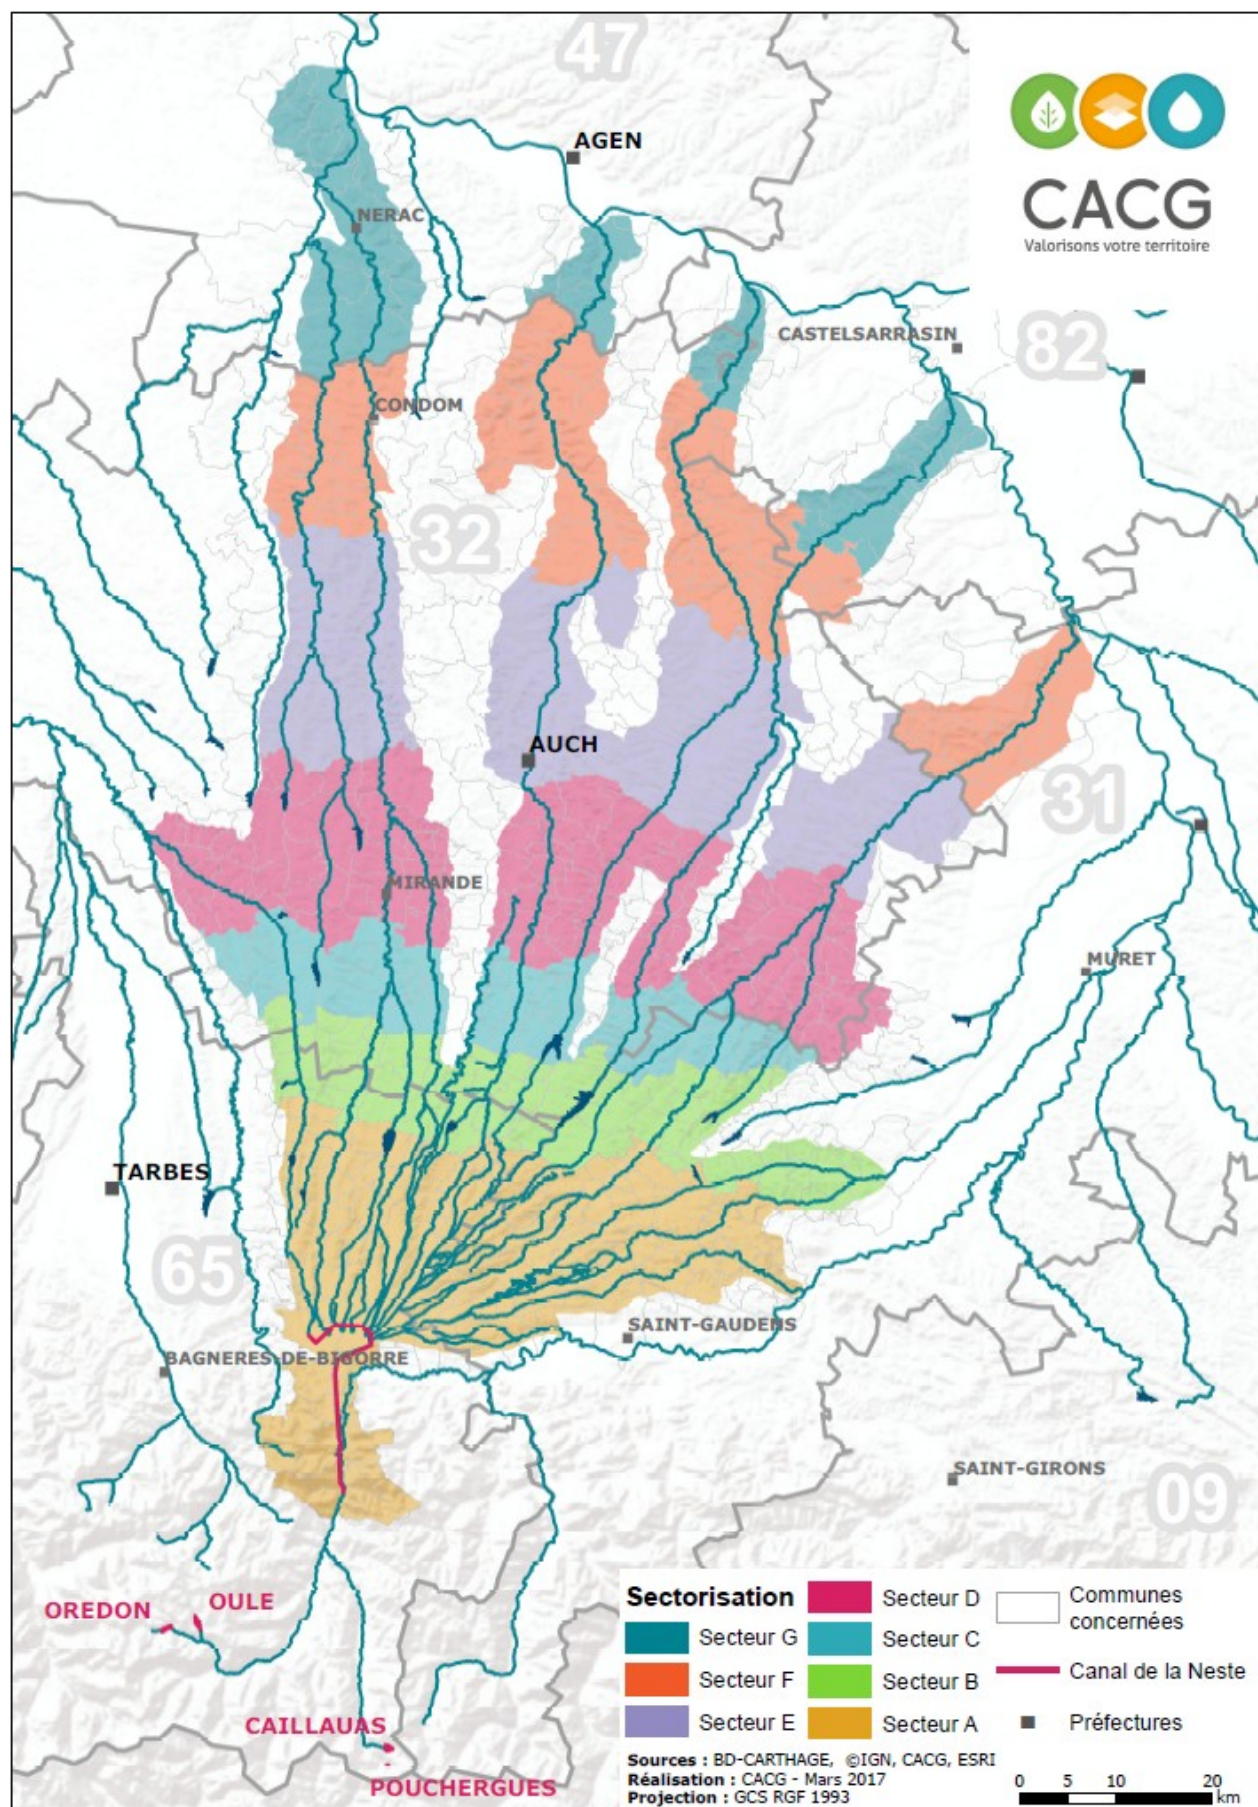 47
AGEN
CACG
Valorisons votre territoire
NERAC
CASTELSARRASIN
82
CONDOM
32
AUCH
31
MIRANDE
MURET
TARBES
65
SAINT-GAUDENS
BAGNERES-DE-BIGORRE
SAINT-GIRONS
09
OREDON
OULE
CAILLAUAS
POUCHERGUES
Sectorisation
Secteur G
Secteur F
Secteur E
Secteur D
Secteur C
Secteur B
Secteur A
Communes
concernées
Canal de la Neste
Préfectures
Sources : BD-CARTHAGE, ©IGN, CACG, ESRI
Réalisation : CACG - Mars 2017
Projection : GCS RGF 1993
0 5 10 20
km